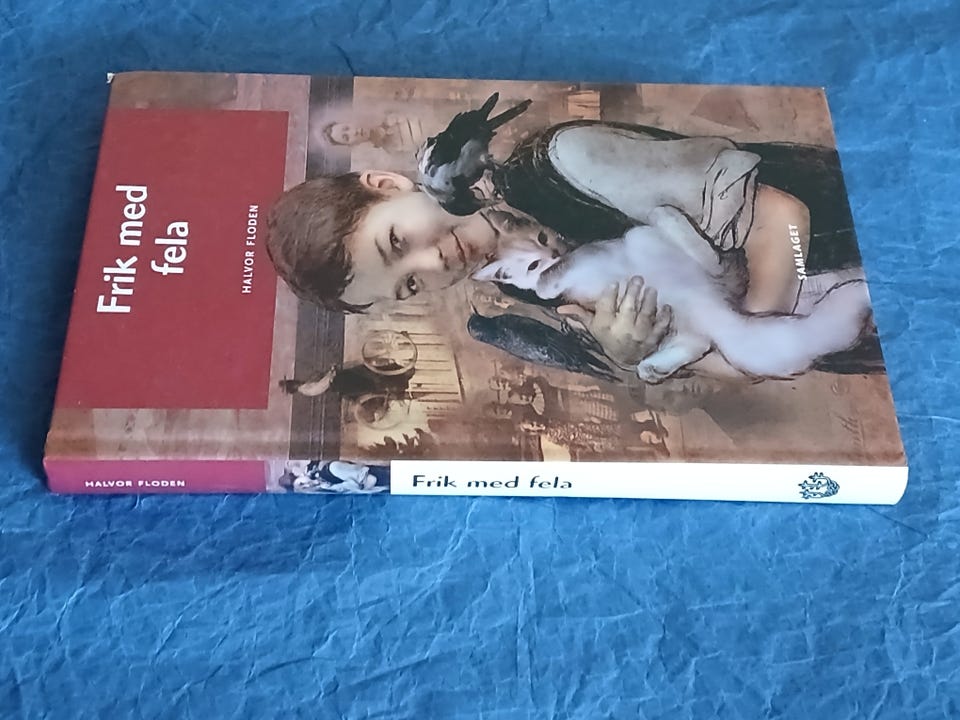 Frik med
fela
HALVOR FLODEN
SAMLAGET
HALVOR FLODEN
Frik med fela